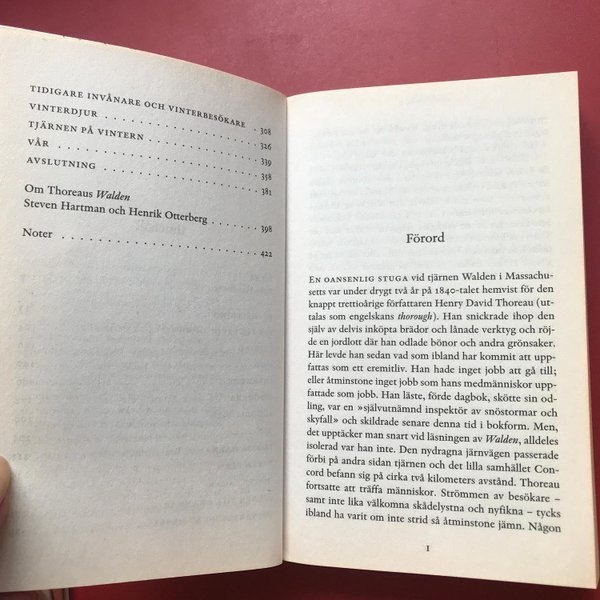 TIDIGARE INVÅNARE OCH VINTERBESÖKARE . . 308
VINTERDJUR . . . . . . . . . . . . . . . 326
TJÄRNEN PÅ VINTERN . . . . . . . . . . . 339
VÅR . . . . . . . . . . . . . . . . . . 358
AVSLUTNING . . . . . . . . . . . . . . . 381
Om Thoreaus Walden
Steven Hartman och Henrik Otterberg . . . . . . 398
Noter . . . . . . . . . . . . . . . . . 422
Förord
EN OANSENLIG STUGA vid tjärnen Walden i Massachu-
setts var under drygt två år på 1840-talet hemvist för den
knappt trettioårige författaren Henry David Thoreau (ut-
talas som engelskans thorough). Han snickrade ihop den
själv av delvis inköpta brädor och lånade verktyg och röj-
de en jordlott där han odlade bönor och andra grönsaker.
Här levde han sedan vad som ibland har kommit att upp-
fattas som ett eremitliv. Han hade inget jobb att gå till;
eller åtminstone inget jobb som hans medmänniskor upp-
fattade som jobb. Han läste, förde dagbok, skötte sin od-
ling, var en »självutnämnd inspektör av snöstormar och
skyfall» och skildrade senare denna tid i bokform. Men,
det upptäcker man snart vid läsningen av Walden, alldeles
isolerad var han inte. Den nydragna järnvägen passerade
förbi på andra sidan tjärnen och det lilla samhället Con-
cord befann sig på cirka två kilometers avstånd. Thoreau
fortsatte att träffa människor. Strömmen av besökare –
samt inte lika välkomna skådelystna och nyfikna – tycks
ibland ha varit om inte strid så åtminstone jämn. Någon
1